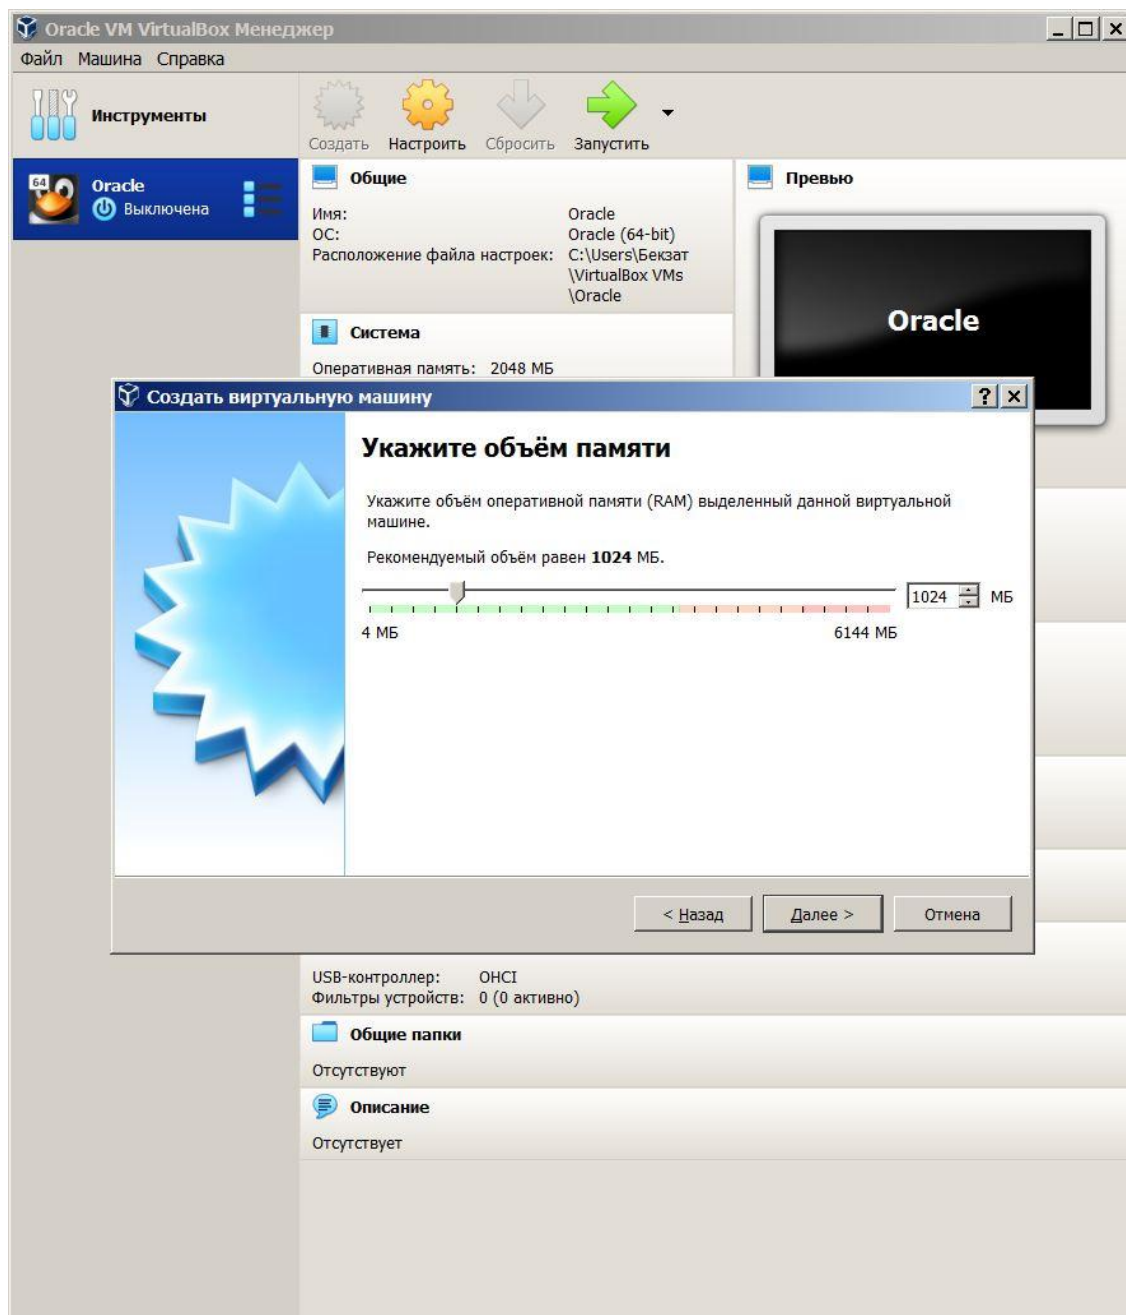 Oracle VM VirtualBox Менеджер
Файл Машина Справка
Инструменты
Создать Настроить Сбросить Запустить
64
Oracle
Выключена
Общие
Имя: Oracle
ОС: Oracle (64-bit)
Расположение файла настроек: C:\Users\Бекзат
\VirtualBox VMs
\Oracle
Превью
Oracle
Система
Оперативная память: 2048 МБ
Создать виртуальную машину
Укажите объём памяти
Укажите объём оперативной памяти (RAM) выделенный данной виртуальной
машине.
Рекомендуемый объём равен 1024 МБ.
1024 МБ
4 МБ 6144 МБ
< Назад Далее > Отмена
USB-контроллер: OHCI
Фильтры устройств: 0 (0 активно)
Общие папки
Отсутствуют
Описание
Отсутствует